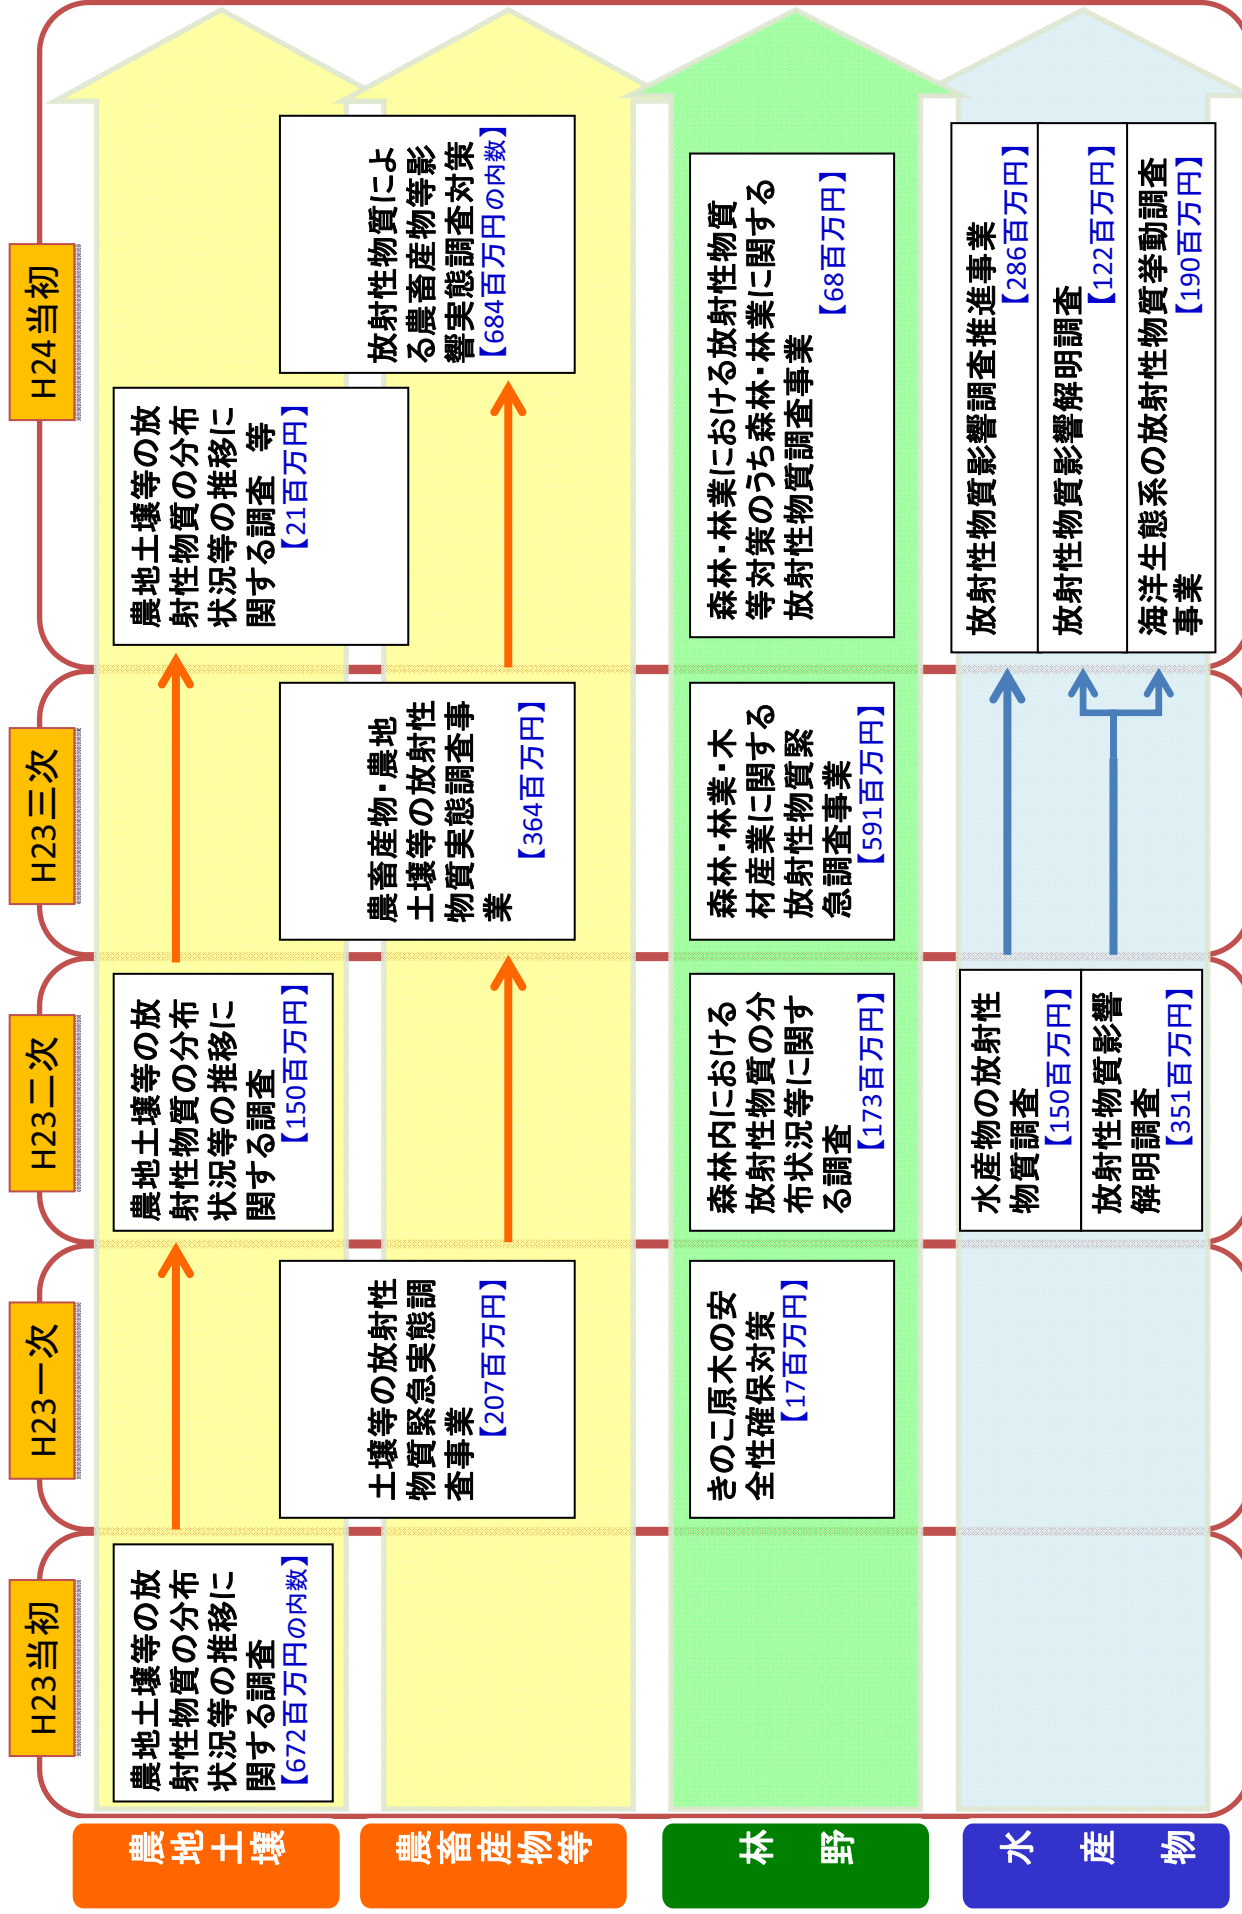 H23当初
H23一次
H23二次
H23三次
H24当初
農地土壌
農地土壌等の放
射性物質の分布
状況等の推移に
関する調査
【672百万円の内数】
農地土壌等の放
射性物質の分布
状況等の推移に
関する調査
【150百万円】
農地土壌等の放
射性物質の分布
状況等の推移に
関する調査　等
【21百万円】
農畜産物等
土壌等の放射性
物質緊急実態調
査事業
【207百万円】
農畜産物・農地
土壌等の放射性
物質実態調査事
業
【364百万円】
放射性物質によ
る農畜産物等影
響実態調査対策
【684百万円の内数】
林野
きのこ原木の安
全性確保対策
【17百万円】
森林内における
放射性物質の分
布状況等に関す
る調査
【173百万円】
森林・林業・木
材産業に関する
放射性物質緊
急調査事業
【591百万円】
森林・林業における放射性物質
等対策のうち森林・林業に関する
放射性物質調査事業
【68百万円】
水産物
水産物の放射性
物質調査
【150百万円】
放射性物質影響
解明調査
【351百万円】
放射性物質影響調査推進事業
【286百万円】
放射性物質影響解明調査
【122百万円】
海洋生態系の放射性物質挙動調査
事業
【190百万円】